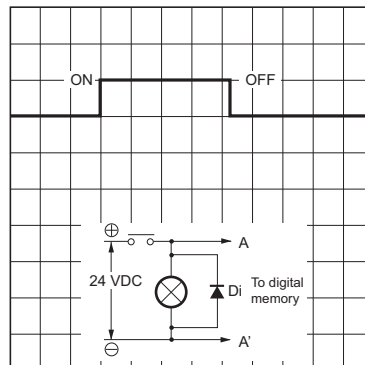 ON OFF
⊕
A
24 VDC
Di
To digital
memory
⊖
A'